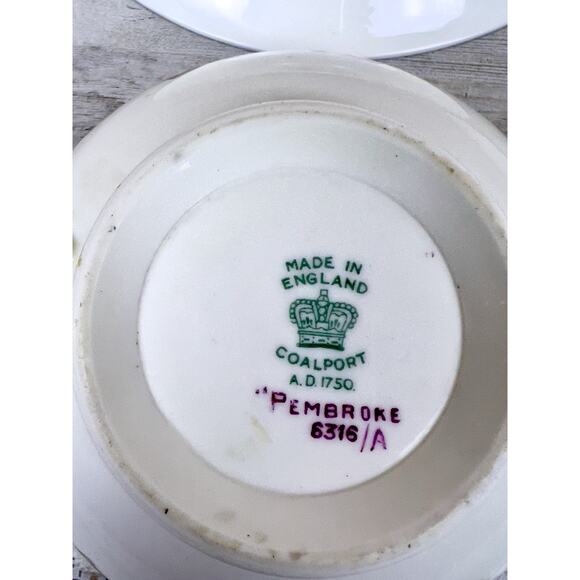 MADE IN
ENGLAND
COALPORT
A.D. 1750.
"PEMBROKE
6316/A